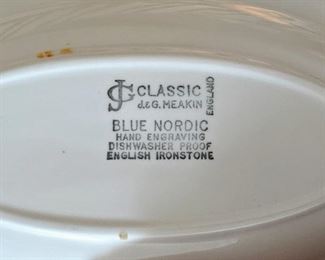 JG CLASSIC
J.&G. MEAKIN
ENGLAND
BLUE NORDIC
HAND ENGRAVING
DISHWASHER PROOF
ENGLISH IRONSTONE